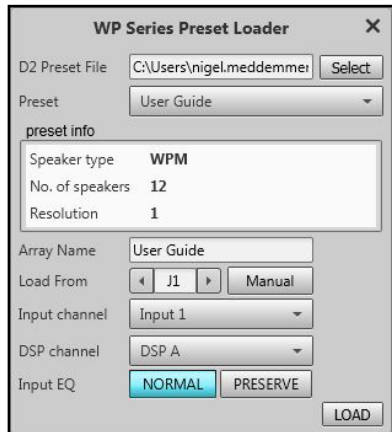 WP Series Preset Loader
D2 Preset File C:\Users\nigel.meddemmer Select
Preset User Guide
preset info
Speaker type WPM
No. of speakers 12
Resolution 1
Array Name User Guide
Load From J1 Manual
Input channel Input 1
DSP channel DSP A
Input EQ NORMAL PRESERVE
LOAD